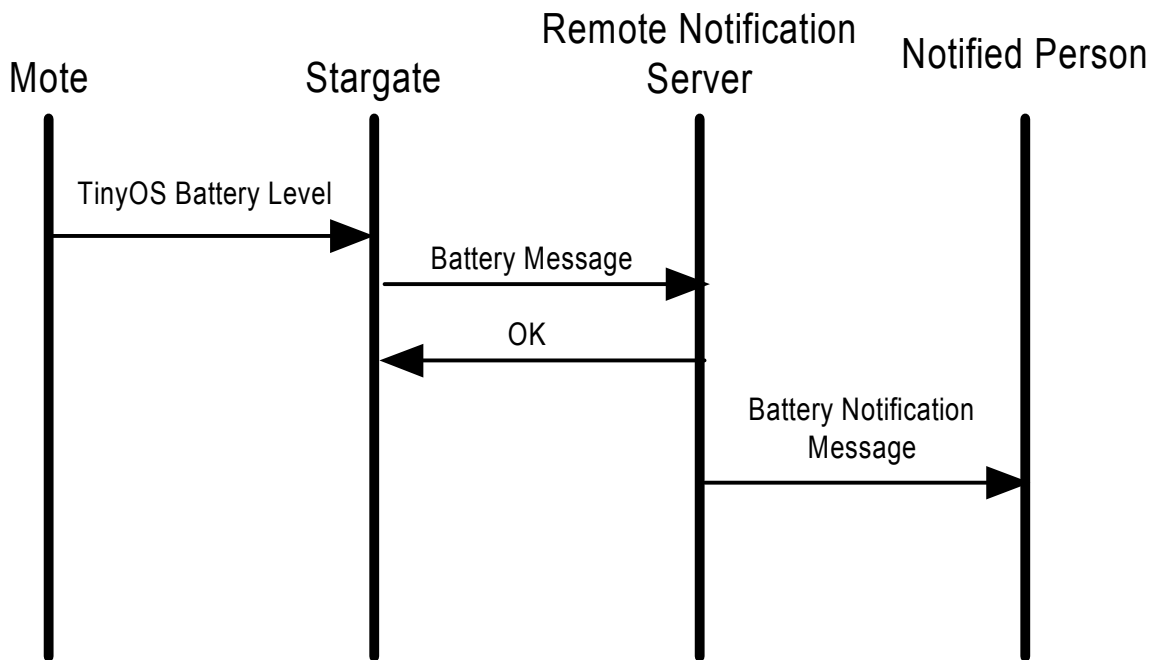 Mote
Stargate
Remote Notification
Server
Notified Person
TinyOS Battery Level
Battery Message
OK
Battery Notification
Message